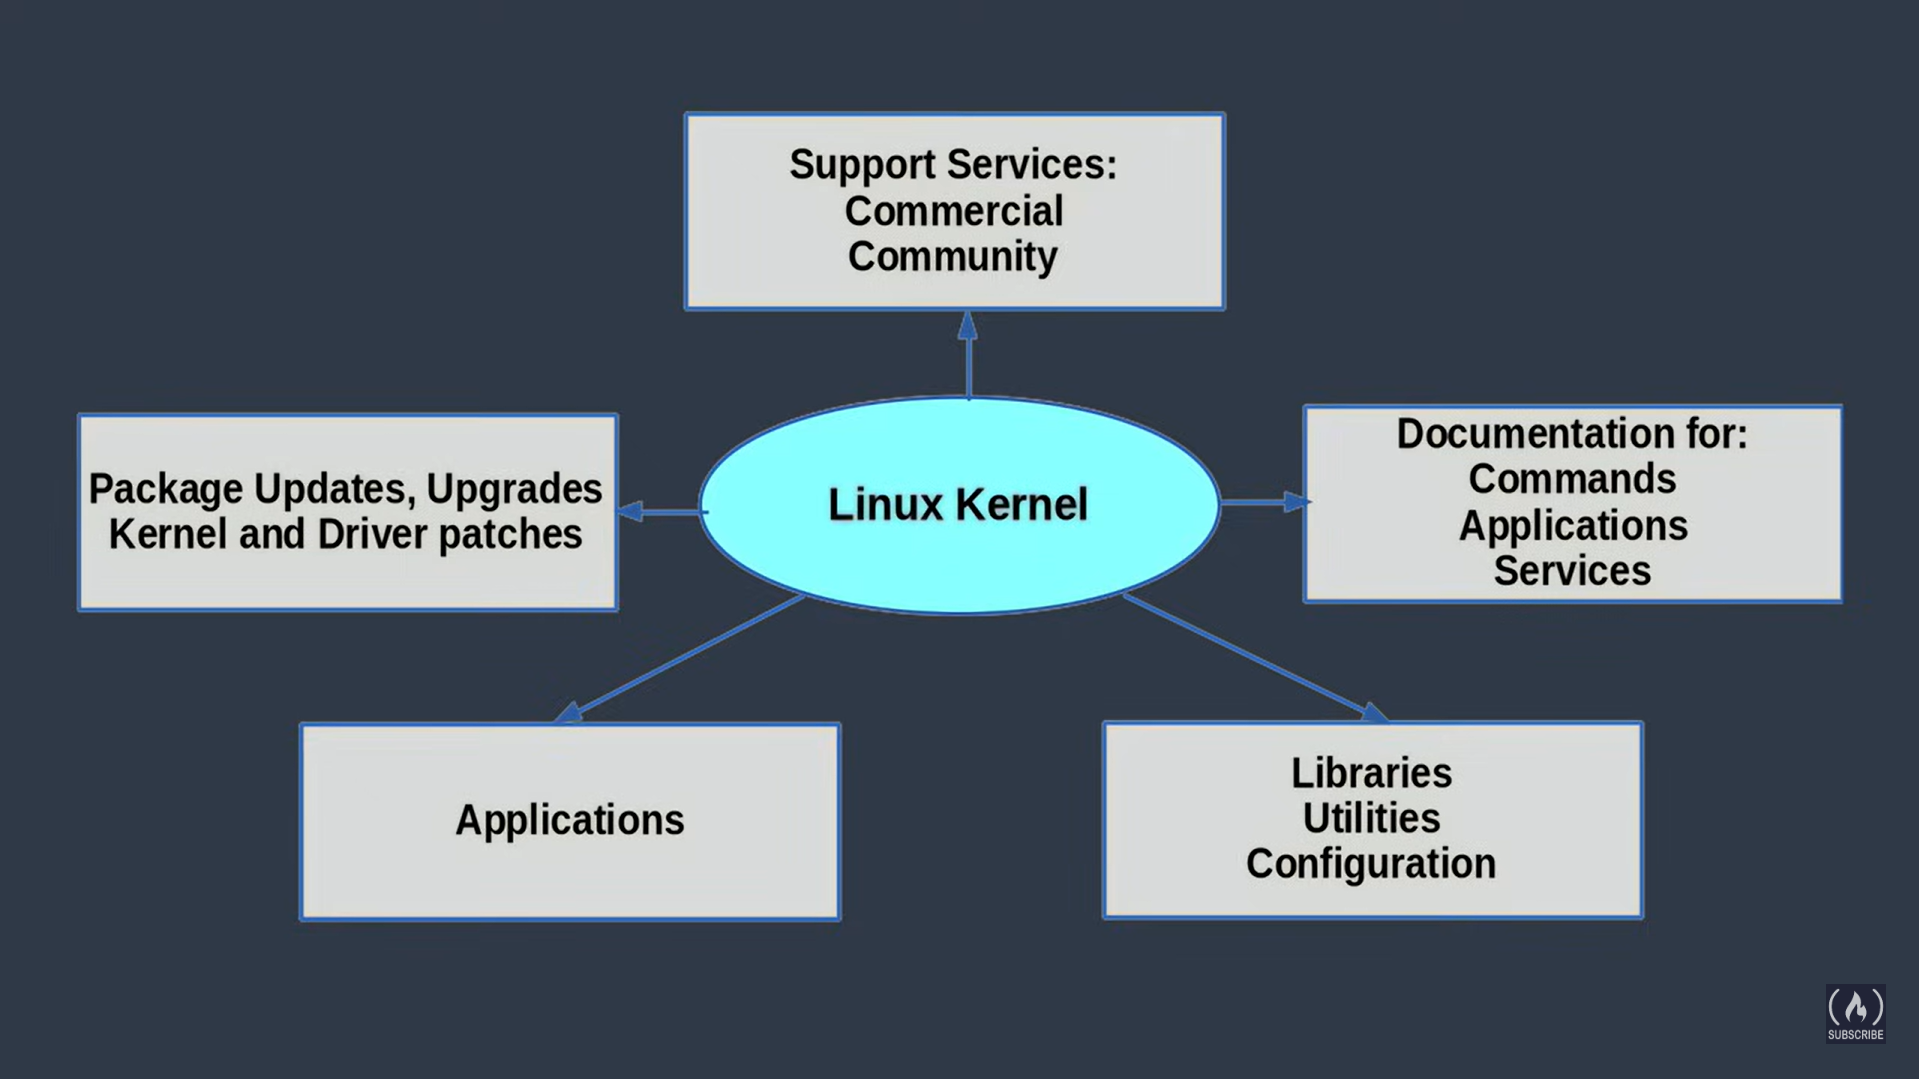 Support Services:
Commercial
Community
Package Updates, Upgrades
Kernel and Driver patches
Linux Kernel
Documentation for:
Commands
Applications
Services
Applications
Libraries
Utilities
Configuration
SUBSCRIBE